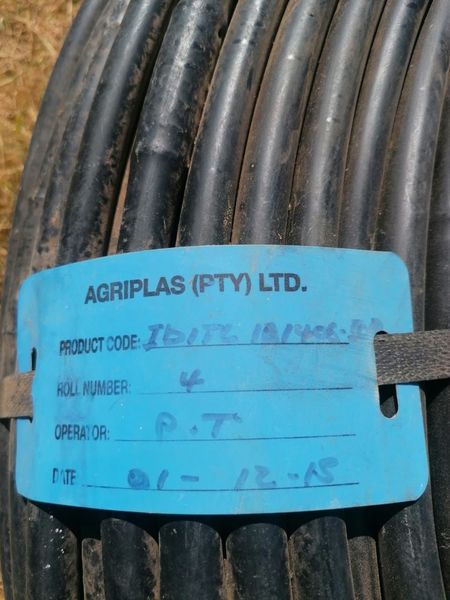 AGRIPLAS (PTY) LTD.
PRODUCT CODE:
ROLL NUMBER: 4
OPERATOR: P.T
DATE 01-12-15